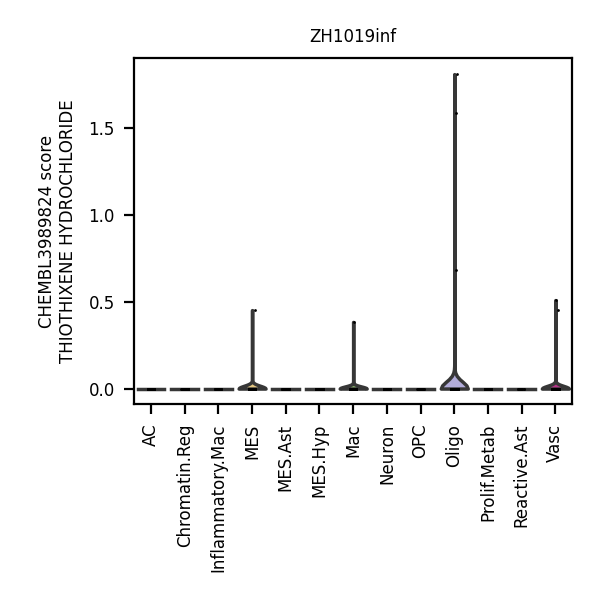 ZH1019inf
CHEMBL3989824 score
THIOTHIXENE HYDROCHLORIDE
1.5
1.0
0.5
0.0
AC
Chromatin.Reg
Inflammatory.Mac
MES
MES.Ast
MES.Hyp
Mac
Neuron
OPC
Oligo
Prolif.Metab
Reactive.Ast
Vasc